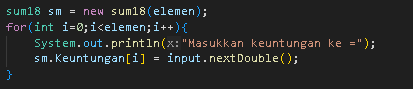 sum18 sm = new sum18(elemen);
for(int i=0;i<elemen;i++){
System.out.println(x:"Masukkan keuntungan ke =");
sm.Keuntungan[i] = input.nextDouble();
}